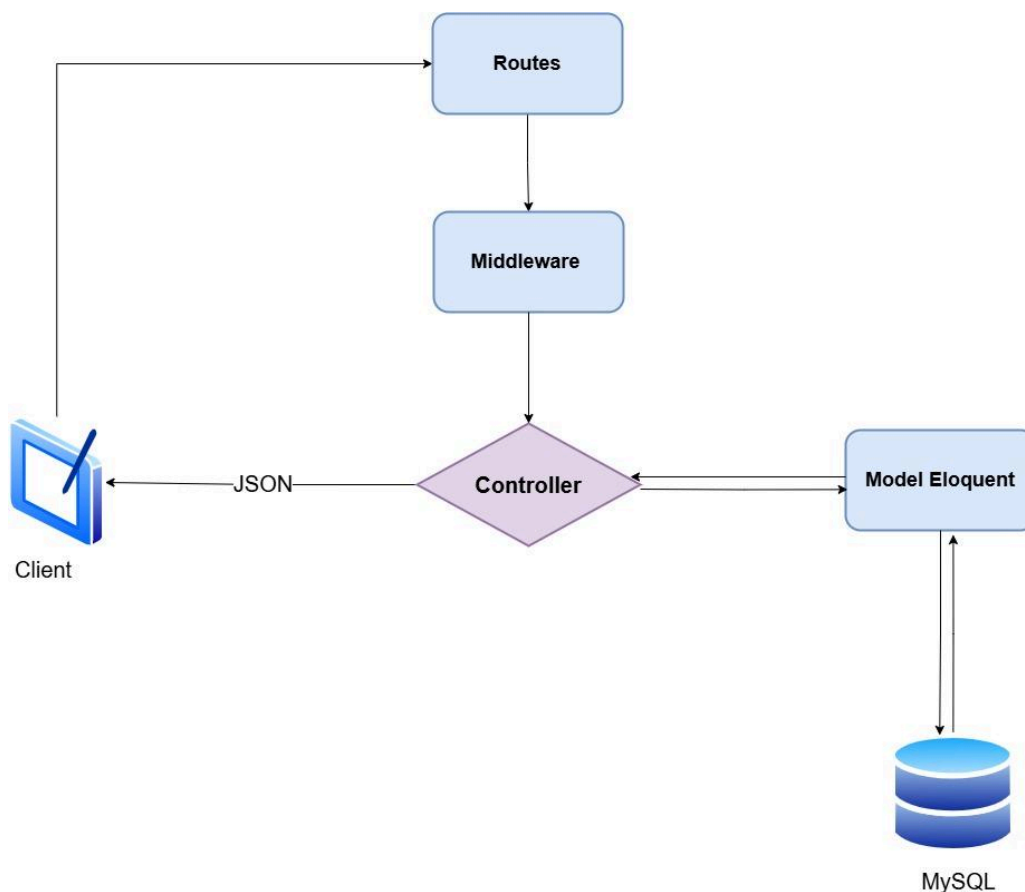 Routes
Middleware
Controller
Model Eloquent
JSON
Client
MySQL